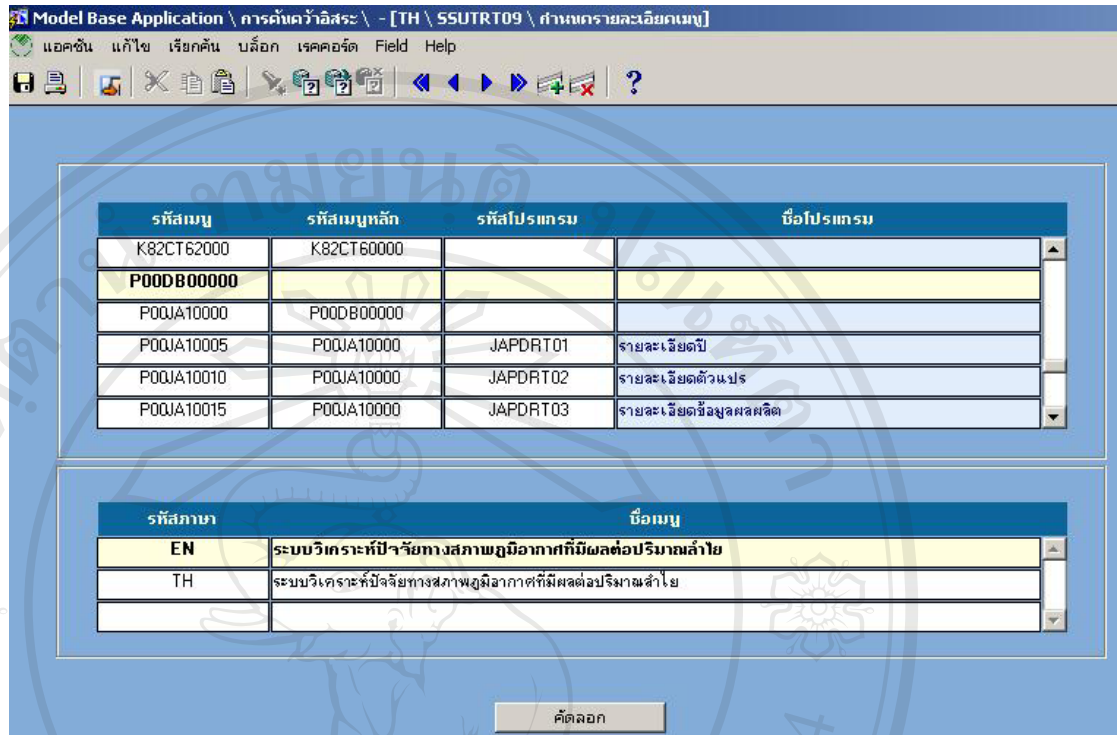 Model Base Application \ การค้นคว้าอิสระ \ - [TH \ SSUTRT09 \ กำหนดรายละเอียดเมนู]
แอคชัน แก้ไข เรียกค้น บล็อก เรคคอร์ด Field Help
รหัสเมนู รหัสเมนูหลัก รหัสโปรแกรม ชื่อโปรแกรม
K82CT62000 K82CT60000
P00DB00000
P00JA10000 P00DB00000
P00JA10005 P00JA10000 JAPDRT01 รายละเอียดปี
P00JA10010 P00JA10000 JAPDRT02 รายละเอียดตัวแปร
P00JA10015 P00JA10000 JAPDRT03 รายละเอียดข้อมูลผลผลิต
รหัสภาษา ชื่อเมนู
EN ระบบวิเคราะห์ปัจจัยทางสภาพภูมิอากาศที่มีผลต่อปริมาณลำไย
TH ระบบวิเคราะห์ปัจจัยทางสภาพภูมิอากาศที่มีผลต่อปริมาณลำไย
คัดลอก